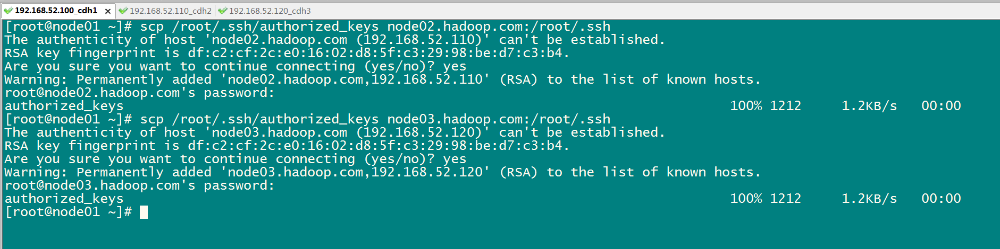 192.168.52.100_cdh1 × 192.168.52.110_cdh2 192.168.52.120_cdh3
[root@node01 ~]# scp /root/.ssh/authorized_keys node02.hadoop.com:/root/.ssh
The authenticity of host 'node02.hadoop.com (192.168.52.110)' can't be established.
RSA key fingerprint is df:c2:cf:2c:e0:16:02:d8:5f:c3:29:98:be:d7:c3:b4.
Are you sure you want to continue connecting (yes/no)? yes
Warning: Permanently added 'node02.hadoop.com,192.168.52.110' (RSA) to the list of known hosts.
root@node02.hadoop.com's password:
authorized_keys 100% 1212 1.2KB/s 00:00
[root@node01 ~]# scp /root/.ssh/authorized_keys node03.hadoop.com:/root/.ssh
The authenticity of host 'node03.hadoop.com (192.168.52.120)' can't be established.
RSA key fingerprint is df:c2:cf:2c:e0:16:02:d8:5f:c3:29:98:be:d7:c3:b4.
Are you sure you want to continue connecting (yes/no)? yes
Warning: Permanently added 'node03.hadoop.com,192.168.52.120' (RSA) to the list of known hosts.
root@node03.hadoop.com's password:
authorized_keys 100% 1212 1.2KB/s 00:00
[root@node01 ~]#